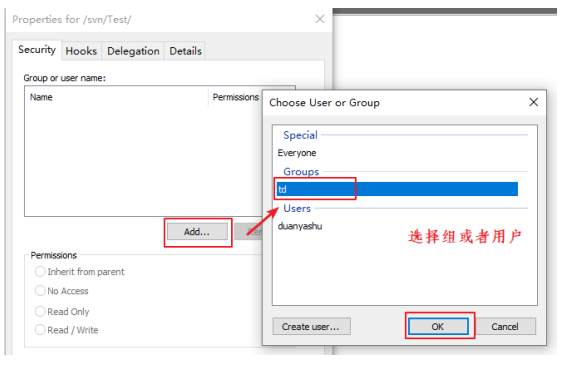 Properties for /svn/Test/
Security Hooks Delegation Details
Group or user name:
Name Permissions
Add...
Permissions
Inherit from parent
No Access
Read Only
Read / Write
Choose User or Group
Special
Everyone
Groups
td
Users
duanyashu
选择组或者用户
Create user... OK Cancel